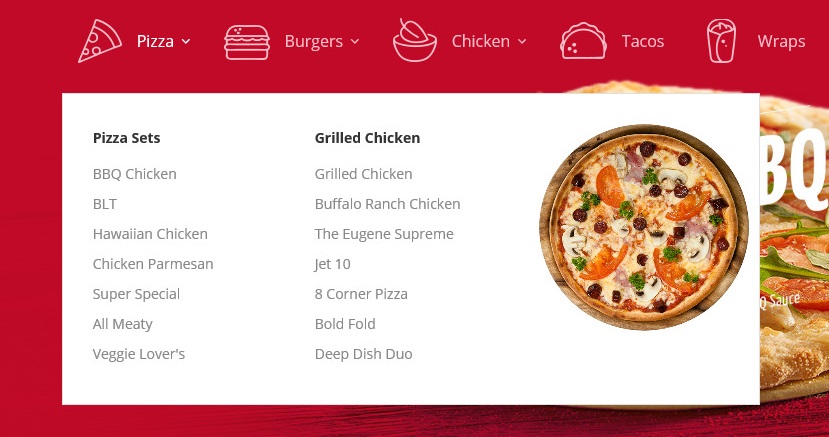 Pizza Burgers Chicken Tacos Wraps
Pizza Sets
BBQ Chicken
BLT
Hawaiian Chicken
Chicken Parmesan
Super Special
All Meaty
Veggie Lover's
Grilled Chicken
Grilled Chicken
Buffalo Ranch Chicken
The Eugene Supreme
Jet 10
8 Corner Pizza
Bold Fold
Deep Dish Duo
BQ
Q Sauce